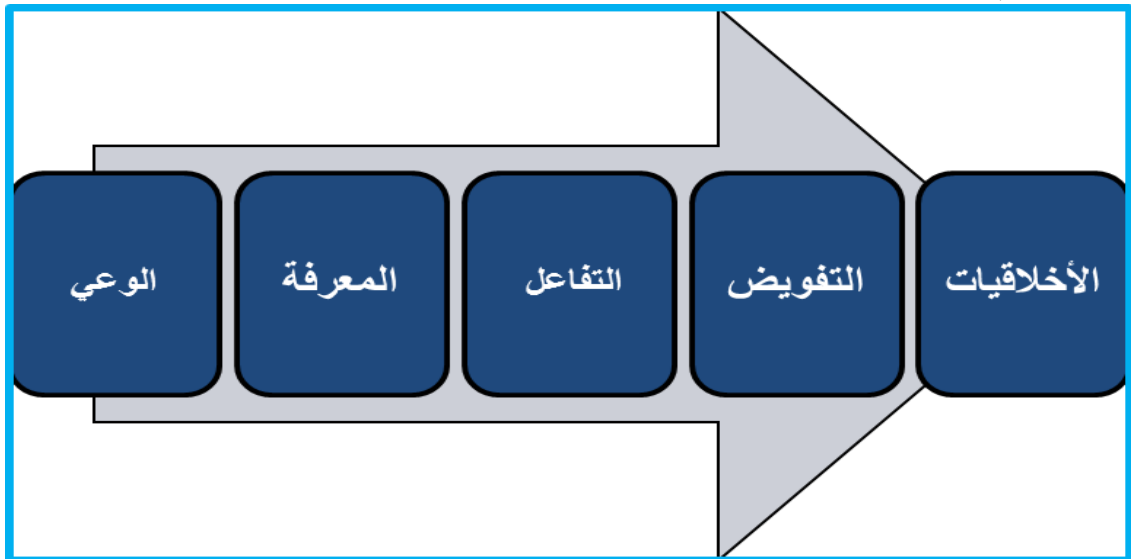 الوعي
المعرفة
التفاعل
التفويض
الأخلاقيات